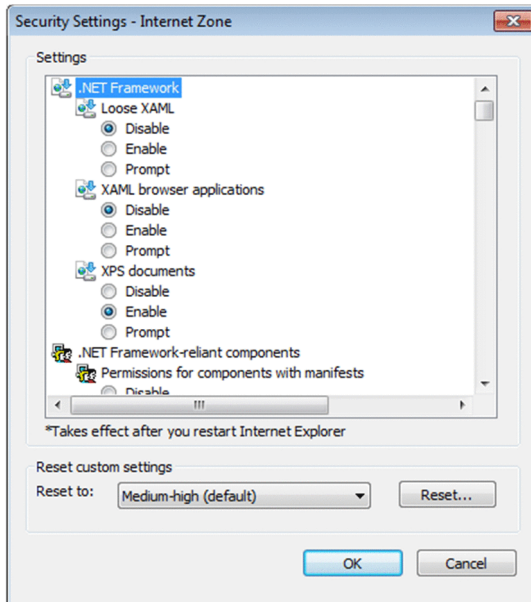 Security Settings - Internet Zone
Settings
.NET Framework
Loose XAML
Disable
Enable
Prompt
XAML browser applications
Disable
Enable
Prompt
XPS documents
Disable
Enable
Prompt
.NET Framework-reliant components
Permissions for components with manifests
Disable
*Takes effect after you restart Internet Explorer
Reset custom settings
Reset to:
Medium-high (default)
Reset...
OK
Cancel